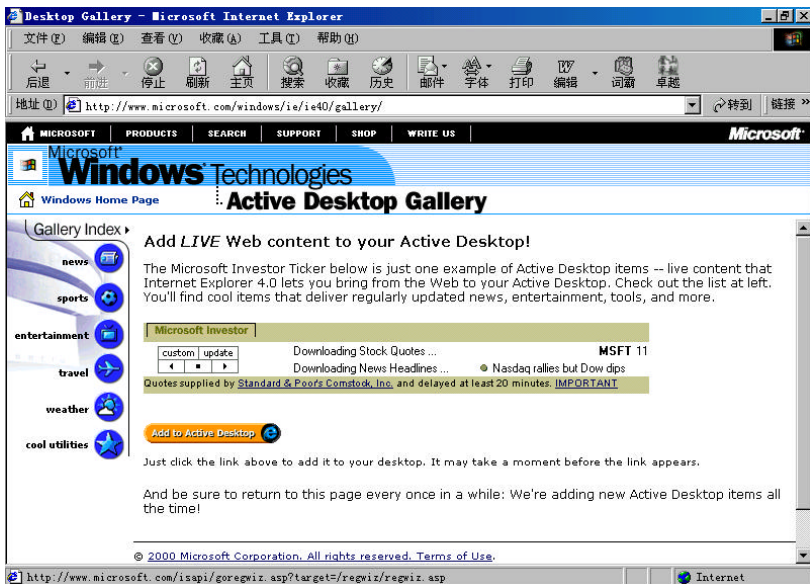 Desktop Gallery - Microsoft Internet Explorer
文件(F) 编辑(E) 查看(V) 收藏(A) 工具(T) 帮助(H)
后退 前进 停止 刷新 主页 搜索 收藏 历史 邮件 字体 打印 编辑 词霸 卓越
地址(D) http://www.microsoft.com/windows/ie/ie40/gallery/ 转到 链接 »
MICROSOFT PRODUCTS SEARCH SUPPORT SHOP WRITE US Microsoft
Microsoft
Windows Technologies
Windows Home Page
Active Desktop Gallery
Gallery Index
news
sports
entertainment
travel
weather
cool utilities
Add LIVE Web content to your Active Desktop!
The Microsoft Investor Ticker below is just one example of Active Desktop items -- live content that
Internet Explorer 4.0 lets you bring from the Web to your Active Desktop. Check out the list at left.
You'll find cool items that deliver regularly updated news, entertainment, tools, and more.
Microsoft Investor
custom update Downloading Stock Quotes ... MSFT 11
Downloading News Headlines ... Nasdaq rallies but Dow dips
Quotes supplied by Standard & Poor's Comstock, Inc. and delayed at least 20 minutes. IMPORTANT
Add to Active Desktop
Just click the link above to add it to your desktop. It may take a moment before the link appears.
And be sure to return to this page every once in a while: We're adding new Active Desktop items all
the time!
© 2000 Microsoft Corporation. All rights reserved. Terms of Use.
http://www.microsoft.com/isapi/goregwiz.asp?target=/regwiz/regwiz.asp Internet